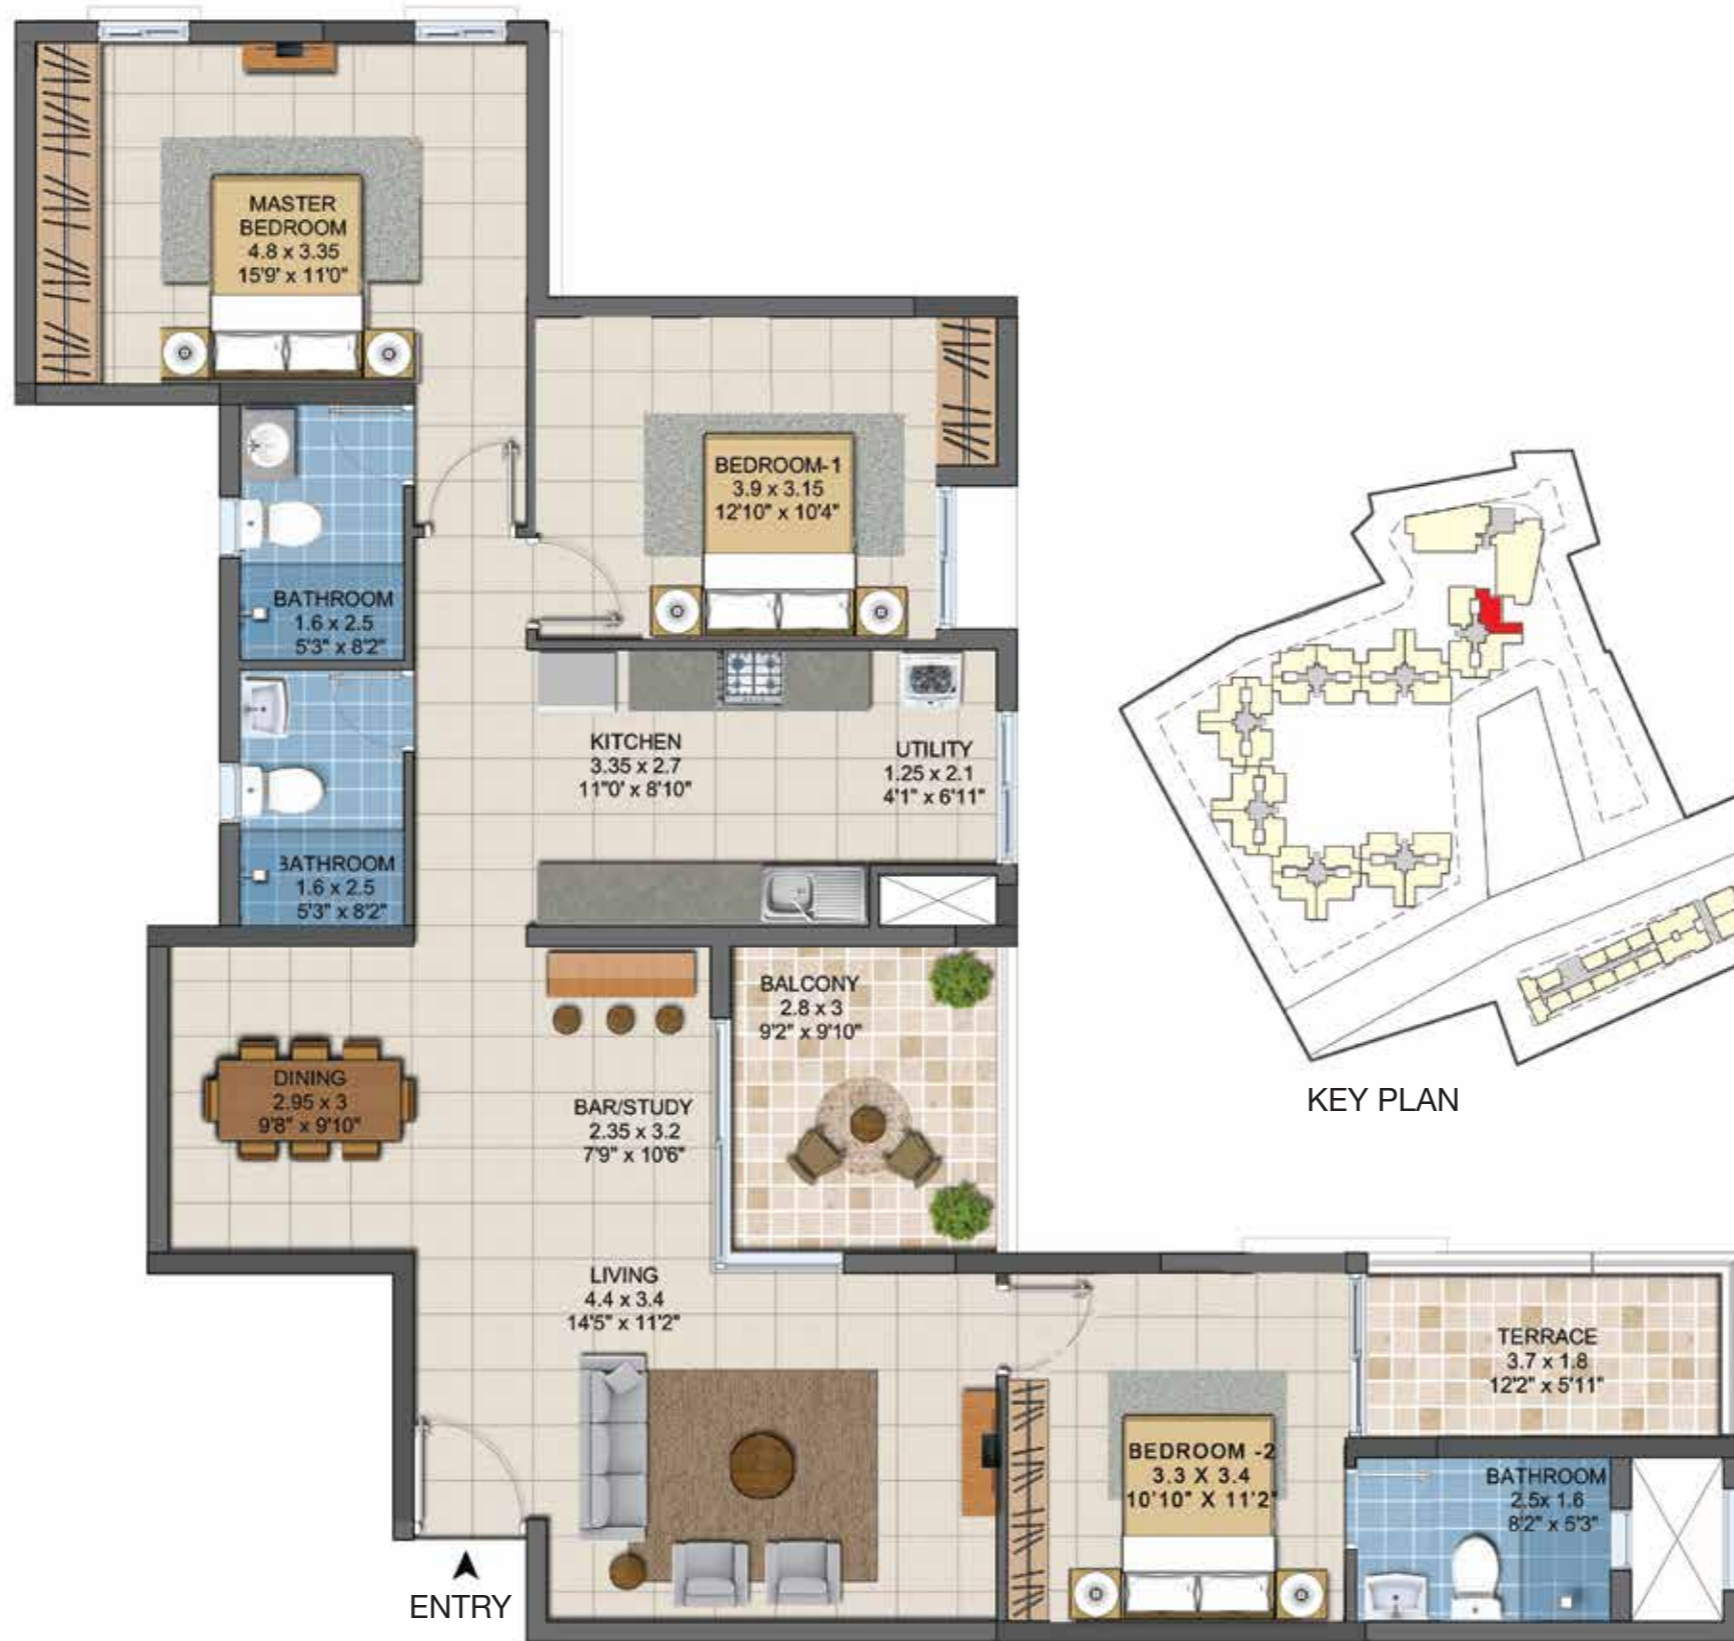 MASTER
BEDROOM
4.8 x 3.35
15'9' x 11'0"
BEDROOM-1
3.9 x 3.15
12'10" x 10'4"
BATHROOM
1.6 x 2.5
5'3" x 8'2"
KITCHEN
3.35 x 2.7
11"0' x 8'10"
UTILITY
1.25 x 2.1
4'1" x 6'11"
BATHROOM
1.6 x 2.5
5'3" x 8'2"
BALCONY
2.8 x 3
9'2" x 9'10"
DINING
2.95 x 3
9'8" x 9'10"
BAR/STUDY
2.35 x 3.2
7'9" x 10'6"
KEY PLAN
LIVING
4.4 x 3.4
14'5" x 11'2"
TERRACE
3.7 x 1.8
12'2" x 5'11"
BEDROOM -2
3.3 X 3.4
10'10" X 11'2"
BATHROOM
2.5x 1.6
8'2" x 5'3"
ENTRY